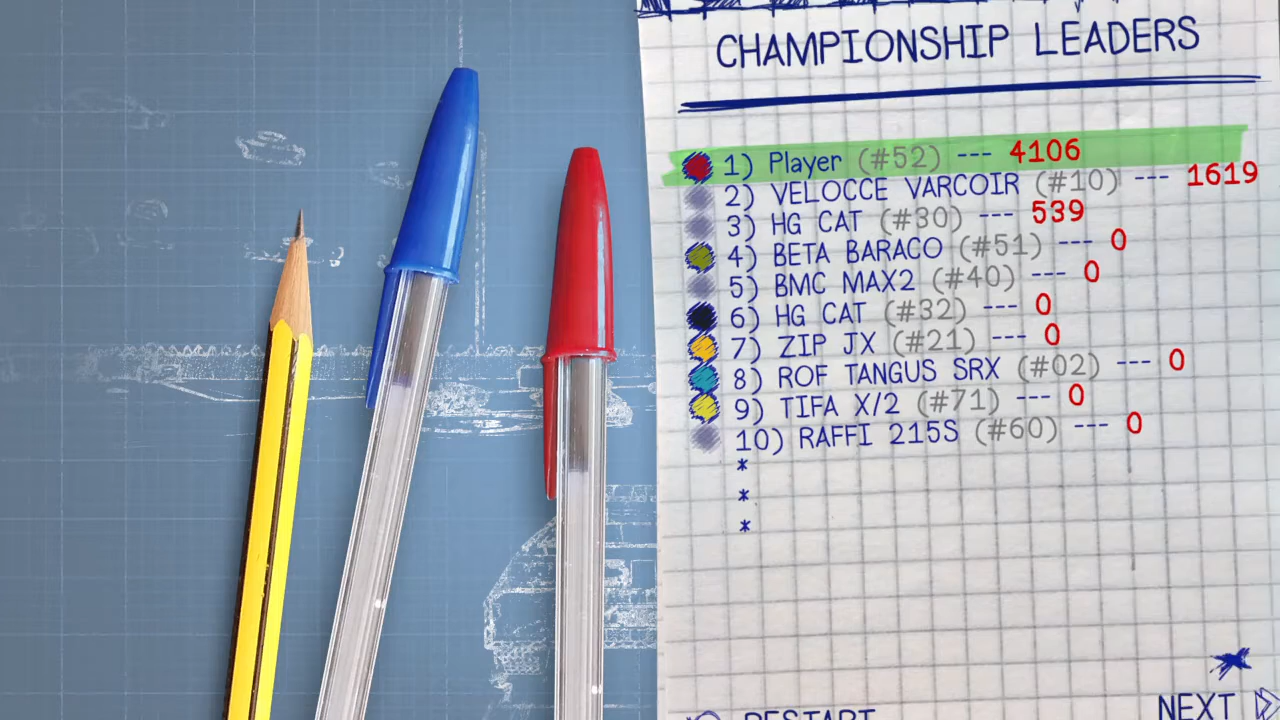 CHAMPIONSHIP LEADERS
1) Player (#52) --- 4106
2) VELOCCE VARCOIR (#10) --- 1619
3) HG CAT (#30) --- 539
4) BETA BARACO (#51) --- 0
5) BMC MAX2 (#40) --- 0
6) HG CAT (#32) --- 0
7) ZIP JX (#21) --- 0
8) ROF TANGUS SRX (#02) --- 0
9) TIFA X/2 (#71) --- 0
10) RAFFI 215S (#60) --- 0
*
*
*
NEXT
RESTART